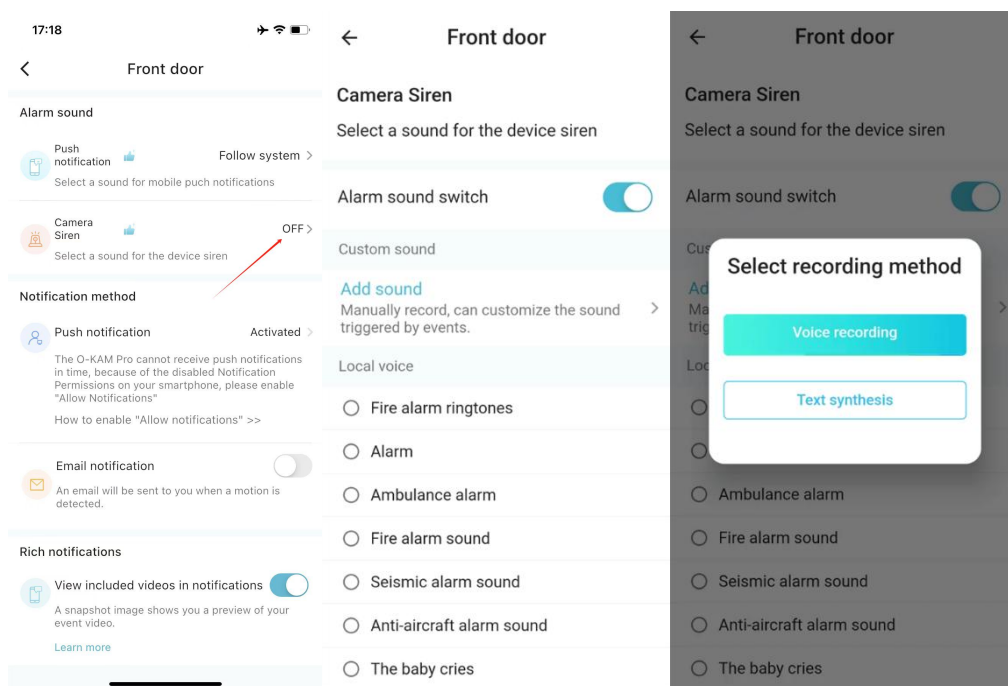 17:18
Front door
Alarm sound
Push
notification
Follow system
Select a sound for mobile puch notifications
Camera
Siren
OFF
Select a sound for the device siren
Notification method
Push notification
Activated
The O-KAM Pro cannot receive push notifications
in time, because of the disabled Notification
Permissions on your smartphone, please enable
"Allow Notifications"
How to enable "Allow notifications" >>
Email notification
An email will be sent to you when a motion is
detected.
Rich notifications
View included videos in notifications
A snapshot image shows you a preview of your
event video.
Learn more
Front door
Camera Siren
Select a sound for the device siren
Alarm sound switch
Custom sound
Add sound
Manually record, can customize the sound
triggered by events.
Local voice
Fire alarm ringtones
Alarm
Ambulance alarm
Fire alarm sound
Seismic alarm sound
Anti-aircraft alarm sound
The baby cries
Front door
Camera Siren
Select a sound for the device siren
Alarm sound switch
Select recording method
Voice recording
Text synthesis
Ambulance alarm
Fire alarm sound
Seismic alarm sound
Anti-aircraft alarm sound
The baby cries